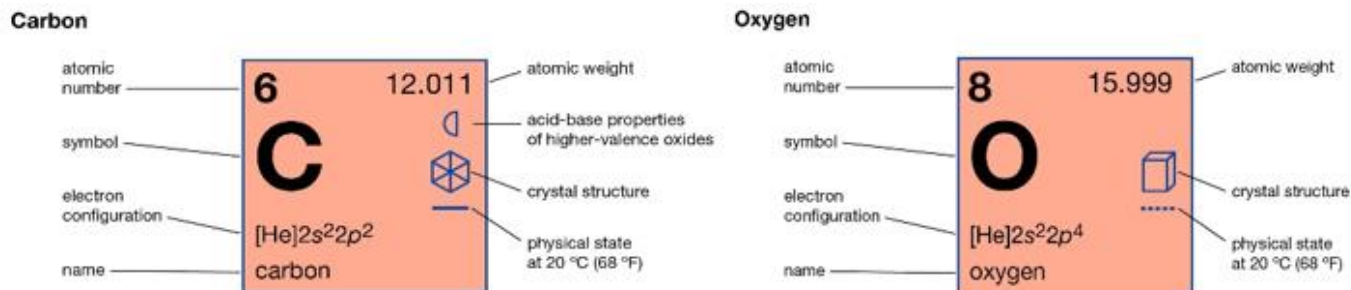 Carbon
atomic
number
symbol
electron
configuration
name
6
12.011
C
[He]2s²2p²
carbon
atomic weight
acid-base properties
of higher-valence oxides
crystal structure
physical state
at 20 °C (68 °F)
Oxygen
atomic
number
symbol
electron
configuration
name
8
15.999
O
[He]2s²2p⁴
oxygen
atomic weight
crystal structure
physical state
at 20 °C (68 °F)